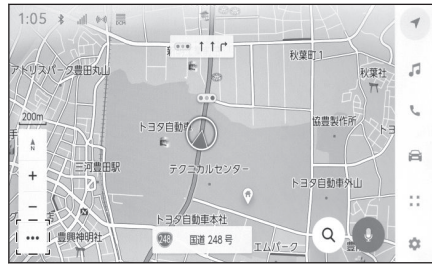 1:05
秋葉町1
アトリスパーク豊田丸山
秋葉社
200m
トヨタ自動車
協豊製作所
N
三河豊田駅
テクニカルセンター
トヨタ自動車外山
トヨタ自動車本社
豊興神明社
248 国道 248 号
エムパーク